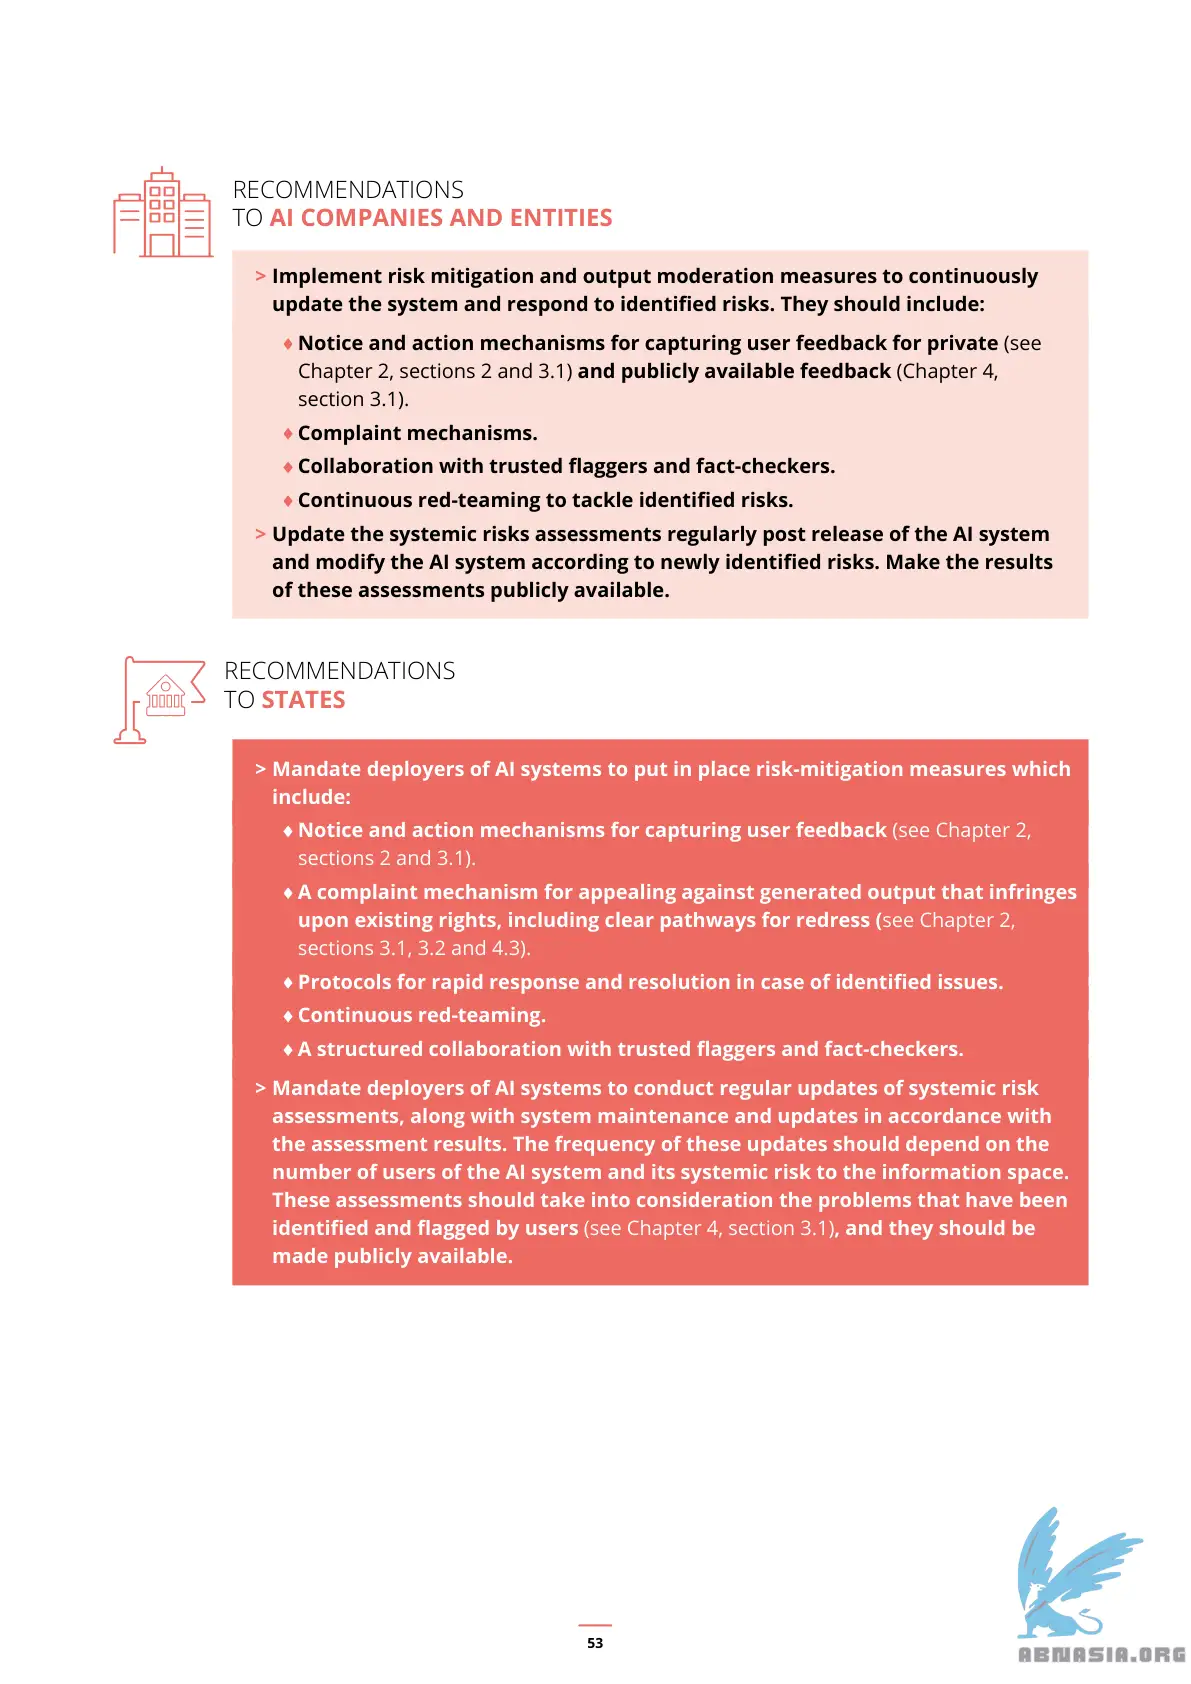 RECOMMENDATIONS
TO AI COMPANIES AND ENTITIES
> Implement risk mitigation and output moderation measures to continuously
update the system and respond to identified risks. They should include:
♦ Notice and action mechanisms for capturing user feedback for private (see
Chapter 2, sections 2 and 3.1) and publicly available feedback (Chapter 4,
section 3.1).
♦ Complaint mechanisms.
♦ Collaboration with trusted flaggers and fact-checkers.
♦ Continuous red-teaming to tackle identified risks.
> Update the systemic risks assessments regularly post release of the AI system
and modify the AI system according to newly identified risks. Make the results
of these assessments publicly available.
RECOMMENDATIONS
TO STATES
> Mandate deployers of AI systems to put in place risk-mitigation measures which
include:
♦ Notice and action mechanisms for capturing user feedback (see Chapter 2,
sections 2 and 3.1).
♦ A complaint mechanism for appealing against generated output that infringes
upon existing rights, including clear pathways for redress (see Chapter 2,
sections 3.1, 3.2 and 4.3).
♦ Protocols for rapid response and resolution in case of identified issues.
♦ Continuous red-teaming.
♦ A structured collaboration with trusted flaggers and fact-checkers.
> Mandate deployers of AI systems to conduct regular updates of systemic risk
assessments, along with system maintenance and updates in accordance with
the assessment results. The frequency of these updates should depend on the
number of users of the AI system and its systemic risk to the information space.
These assessments should take into consideration the problems that have been
identified and flagged by users (see Chapter 4, section 3.1), and they should be
made publicly available.
53
ABNASIA.ORG